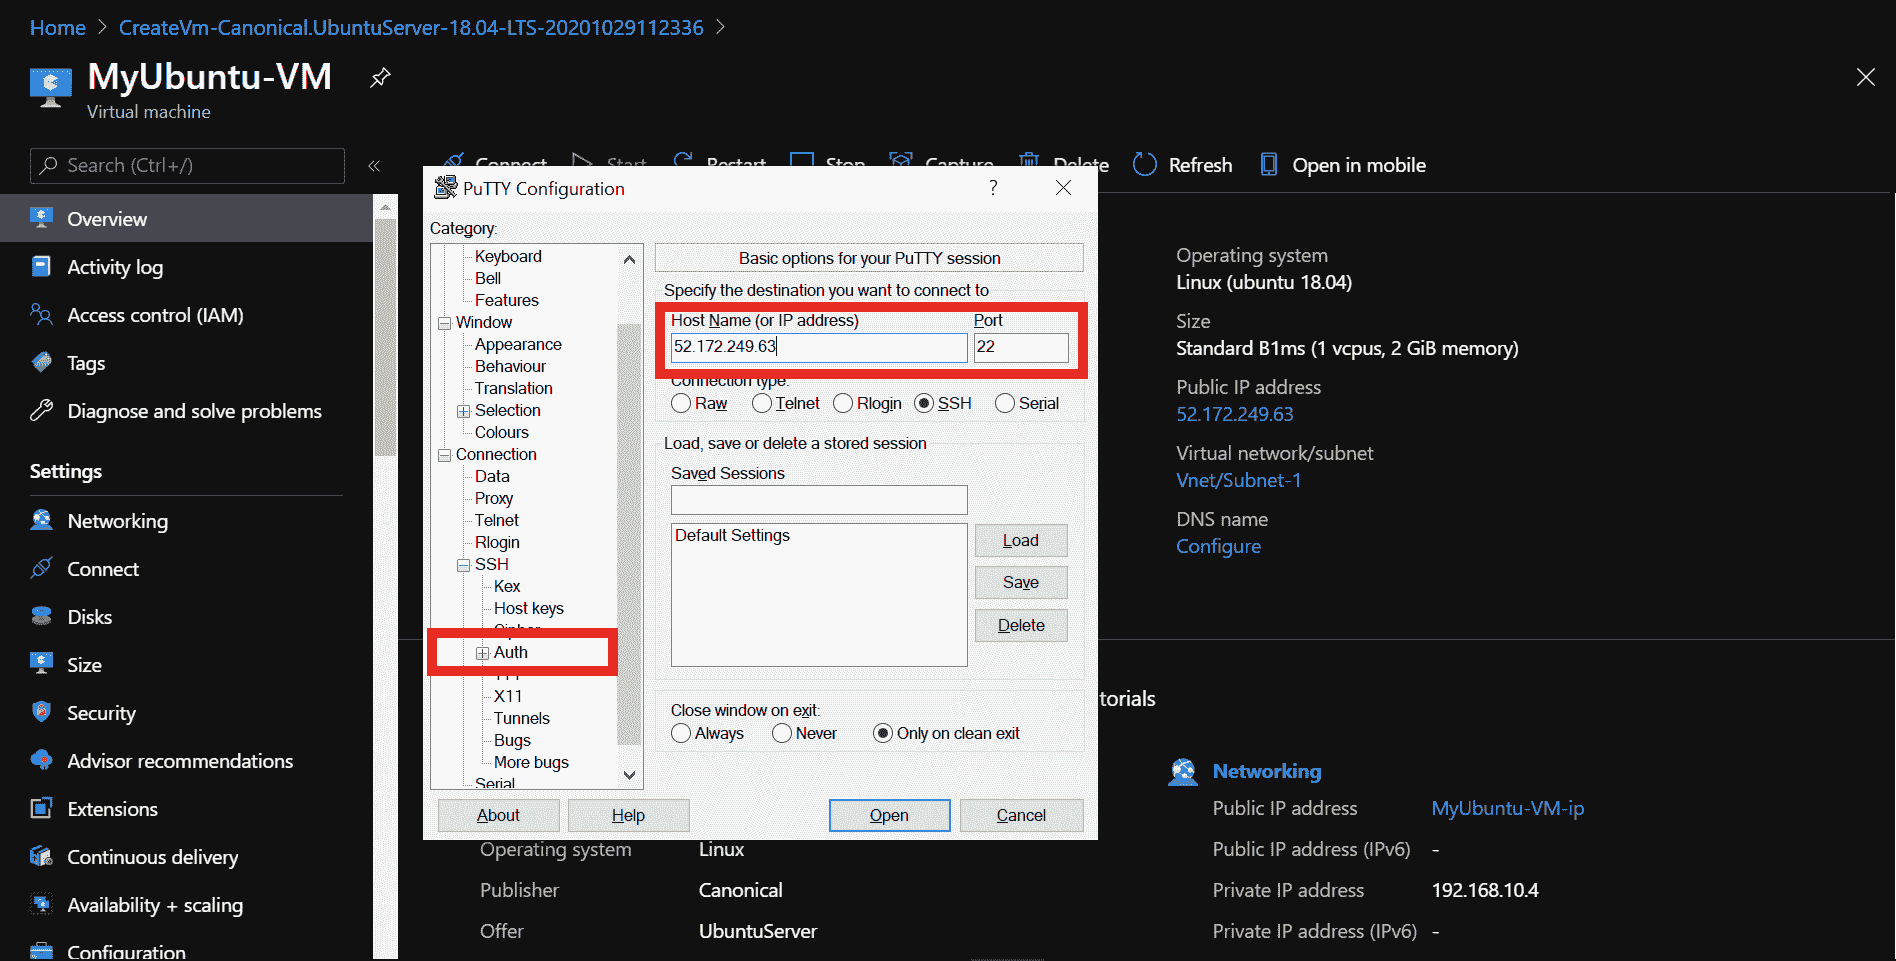 Home > CreateVm-Canonical.UbuntuServer-18.04-LTS-20201029112336 >
MyUbuntu-VM
Virtual machine
Search (Ctrl+/)
«
Connect Start Restart Stop Capture Delete Refresh Open in mobile
Overview
Activity log
Access control (IAM)
Tags
Diagnose and solve problems
Settings
Networking
Connect
Disks
Size
Security
Advisor recommendations
Extensions
Continuous delivery
Availability + scaling
Configuration
PuTTY Configuration
?
Category:
Keyboard
Bell
Features
Window
Appearance
Behaviour
Translation
Selection
Colours
Connection
Data
Proxy
Telnet
Rlogin
SSH
Kex
Host keys
Cipher
Auth
TTY
X11
Tunnels
Bugs
More bugs
Serial
Basic options for your PuTTY session
Specify the destination you want to connect to
Host Name (or IP address) Port
52.172.249.63 22
Connection type:
Raw Telnet Rlogin SSH Serial
Load, save or delete a stored session
Saved Sessions
Default Settings
Load
Save
Delete
Close window on exit:
Always Never Only on clean exit
About Help Open Cancel
Operating system
Linux (ubuntu 18.04)
Size
Standard B1ms (1 vcpus, 2 GiB memory)
Public IP address
52.172.249.63
Virtual network/subnet
Vnet/Subnet-1
DNS name
Configure
torials
Operating system Linux
Publisher Canonical
Offer UbuntuServer
Networking
Public IP address MyUbuntu-VM-ip
Public IP address (IPv6) -
Private IP address 192.168.10.4
Private IP address (IPv6) -